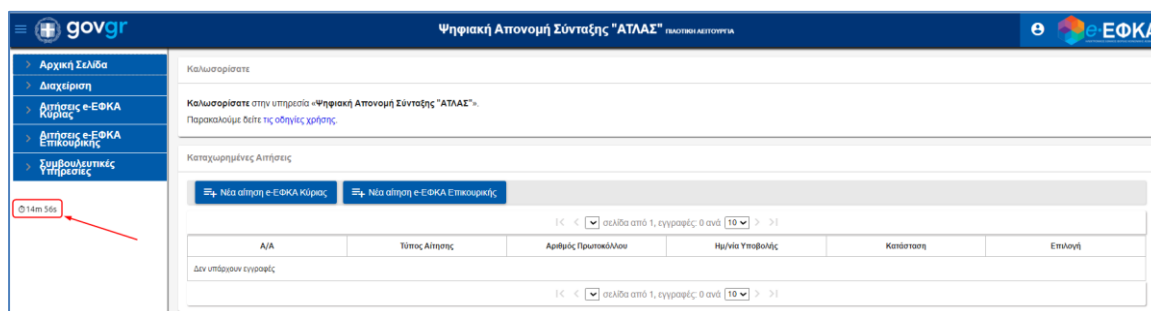 govgr
Ψηφιακή Απονομή Σύνταξης "ΑΤΛΑΣ" ΠΙΛΟΤΙΚΗ ΛΕΙΤΟΥΡΓΙΑ
e-ΕΦΚΑ
Αρχική Σελίδα
Διαχείριση
Αιτήσεις e-ΕΦΚΑ
Κύριας
Αιτήσεις e-ΕΦΚΑ
Επικουρικής
Συμβουλευτικές
Υπηρεσίες
14m 56s
Καλωσορίσατε
Καλωσορίσατε στην υπηρεσία «Ψηφιακή Απονομή Σύνταξης "ΑΤΛΑΣ"».
Παρακαλούμε δείτε τις οδηγίες χρήσης.
Καταχωρημένες Αιτήσεις
Νέα αίτηση e-ΕΦΚΑ Κύριας
Νέα αίτηση e-ΕΦΚΑ Επικουρικής
σελίδα από 1, εγγραφές: 0 ανά 10
Α/Α Τύπος Αίτησης Αριθμός Πρωτοκόλλου Ημ/νία Υποβολής Κατάσταση Επιλογή
Δεν υπάρχουν εγγραφές
σελίδα από 1, εγγραφές: 0 ανά 10